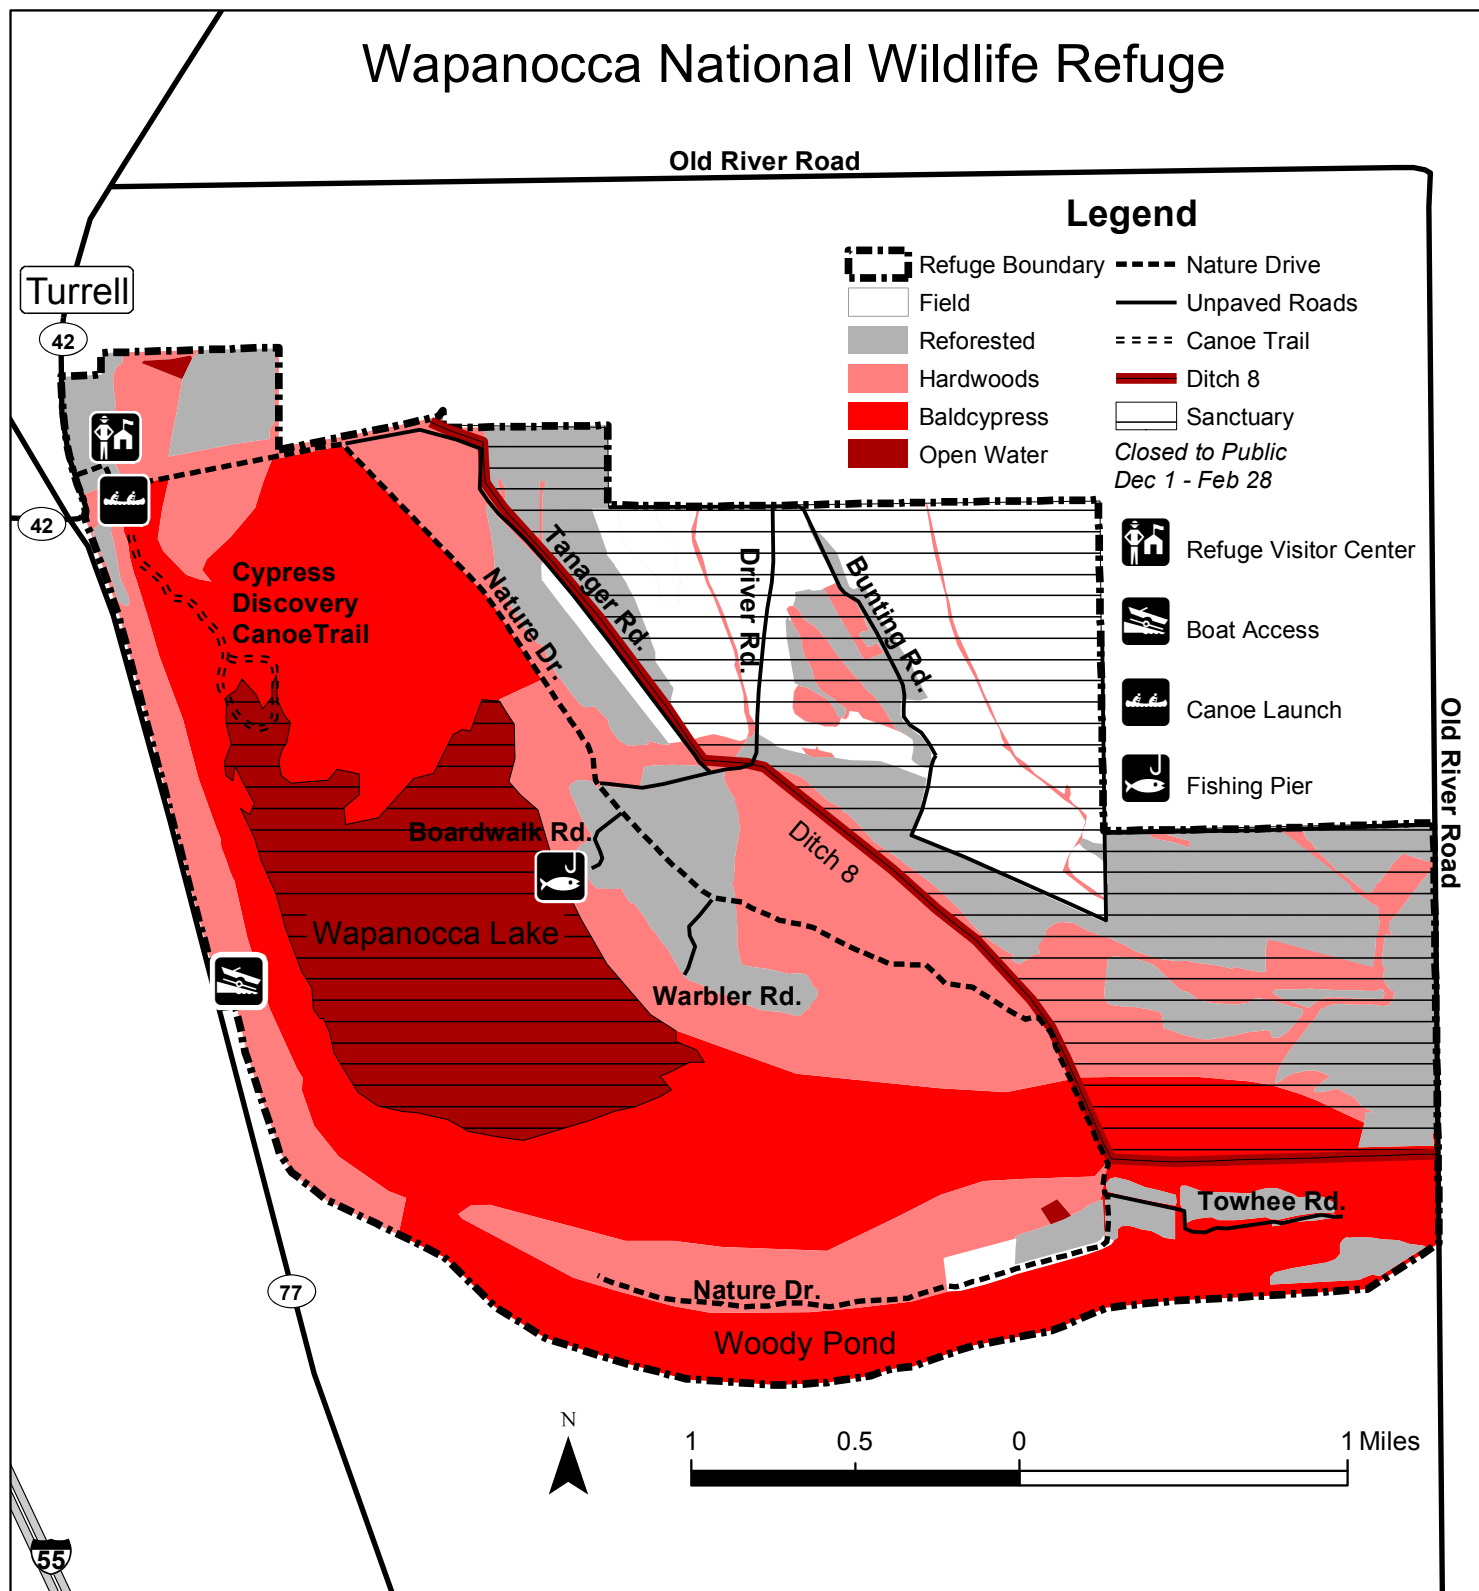 Wapanocca National Wildlife Refuge
Old River Road
Legend
Refuge Boundary
Field
Reforested
Hardwoods
Baldcypress
Open Water
Nature Drive
Unpaved Roads
Canoe Trail
Ditch 8
Sanctuary
Closed to Public
Dec 1 - Feb 28
Refuge Visitor Center
Boat Access
Canoe Launch
Fishing Pier
Turrell
42
42
Cypress
Discovery
CanoeTrail
Nature Dr.
Tanager Rd.
Driver Rd.
Bunting Rd.
Old River Road
Boardwalk Rd.
Ditch 8
Wapanocca Lake
Warbler Rd.
Towhee Rd.
Nature Dr.
77
Woody Pond
N
1 0.5 0 1 Miles
55